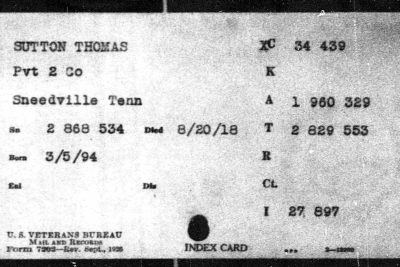 SUTTON THOMAS XC 34 439
Pvt 2 Co K
Sneedville Tenn A 1 960 329
Sn 2 868 534 Died 8/20/18 T 2 829 553
Born 3/5/94 R
Enl Dis Ct.
I 27 897
U. S. VETERANS BUREAU
MAIL AND RECORDS
Form 7202—Rev. Sept., 1926 INDEX CARD